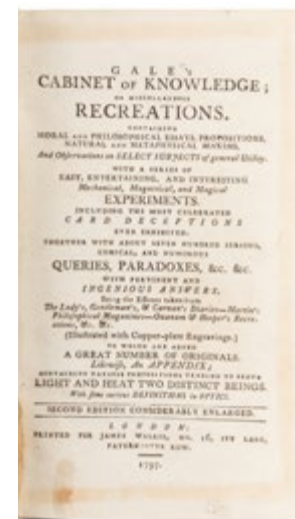 GALE's
CABINET OF KNOWLEDGE;
OR MISCELLANEOUS
RECREATIONS.
CONTAINING
MORAL AND PHILOSOPHICAL ESSAYS, PROPOSITIONS,
NATURAL AND METAPHYSICAL MAXIMS,
And Observations on SELECT SUBJECTS of general Utility.
WITH A SERIES OF
EASY, ENTERTAINING, AND INTERESTING
Mechanical, Magnetical, and Magical
EXPERIMENTS.
INCLUDING THE MOST CELEBRATED
CARD DECEPTIONS
EVER EXHIBITED.
TOGETHER WITH ABOUT SEVEN HUNDRED SERIOUS,
COMICAL, AND HUMOROUS
QUERIES, PARADOXES, &c. &c.
WITH PERTINENT AND
INGENIOUS ANSWERS.
Being the Essence taken from
The Lady's, Gentleman's, & Carnan's Diaries—Martin's
Philosophical Magazines—Ozanam & Hooper's Recre-
ations, &c. &c.
(Illustrated with Copper-plate Engravings.)
TO WHICH ARE ADDED
A GREAT NUMBER OF ORIGINALS.
Likewise, An APPENDIX;
CONTAINING VARIOUS PROPOSITIONS TENDING TO PROVE
LIGHT AND HEAT TWO DISTINCT BEINGS.
With some curious DEFINITIONS in OPTICS.
SECOND EDITION CONSIDERABLY ENLARGED.
LONDON:
PRINTED FOR JAMES WALLIS, NO. 16, IVY LANE,
PATERNOSTER ROW.
1797.